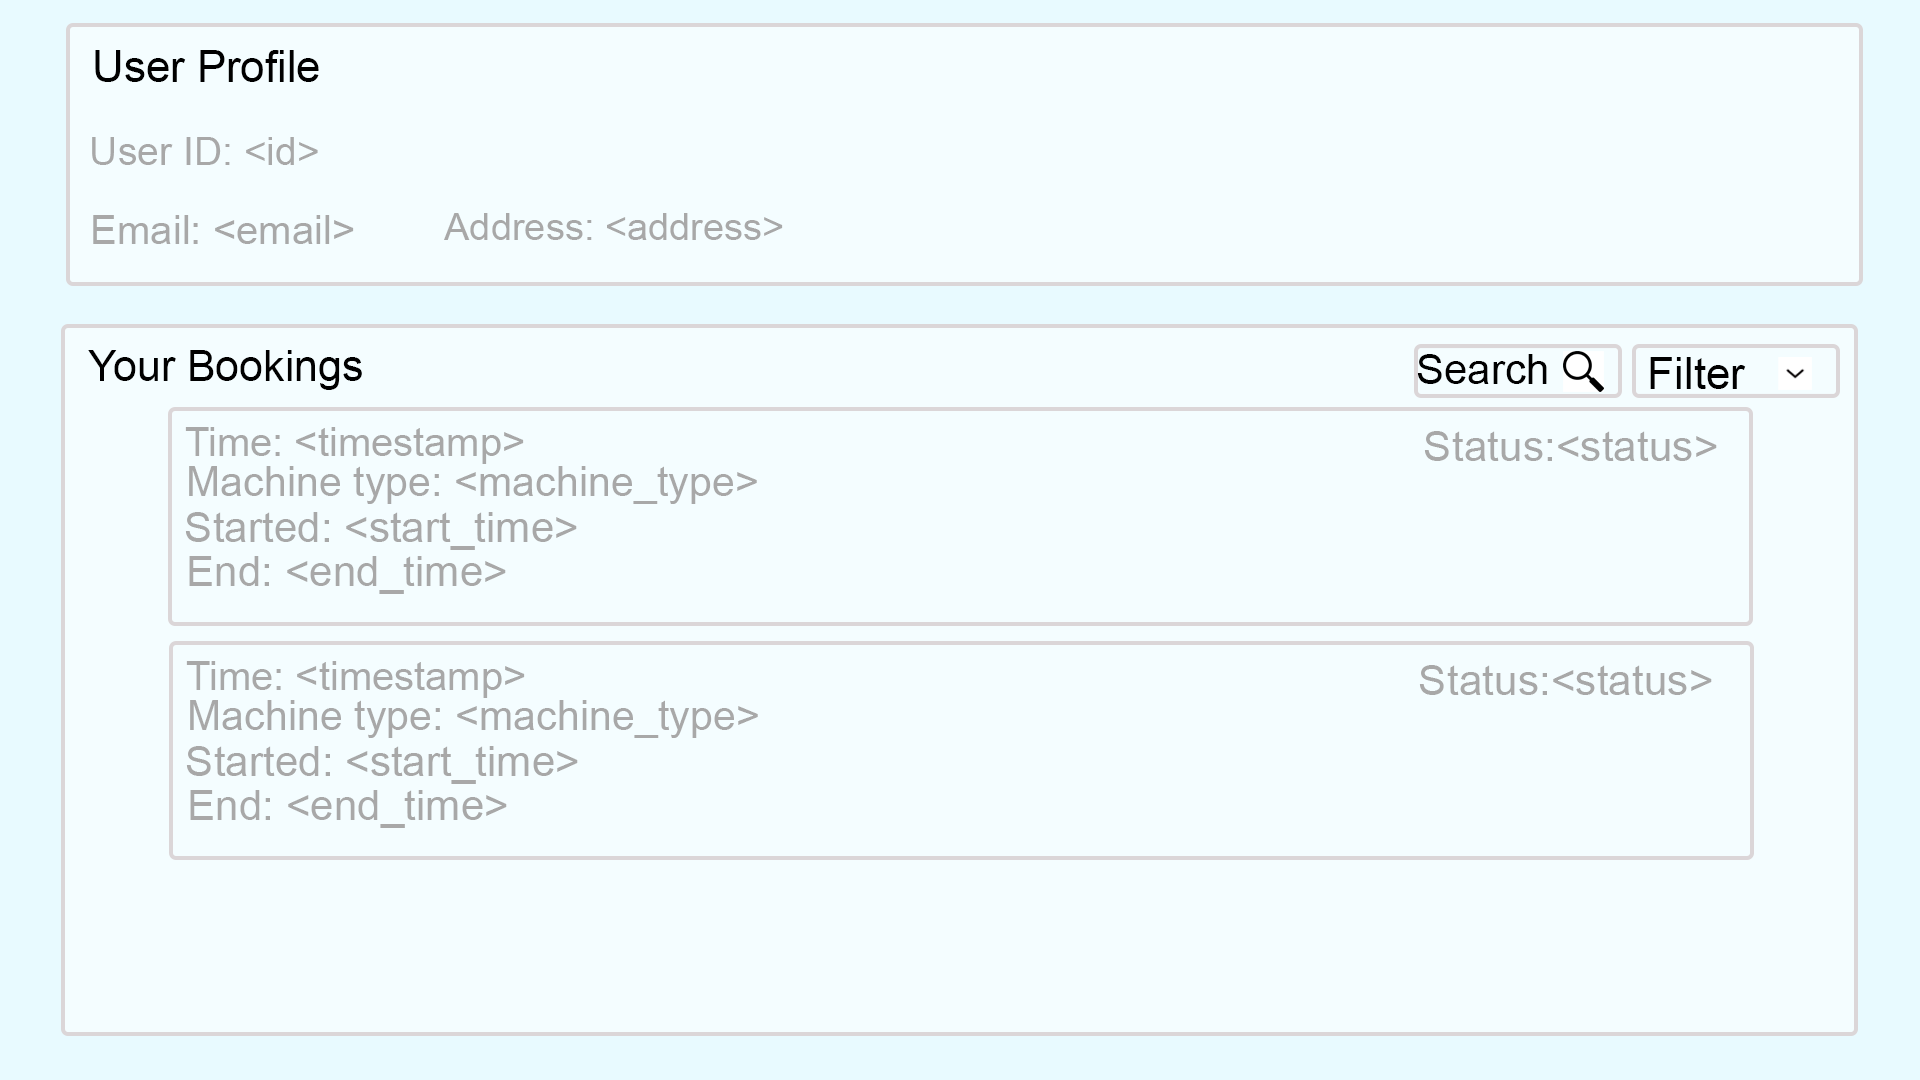 User Profile
User ID: <id>
Email: <email> Address: <address>
Your Bookings Search Filter
Time: <timestamp> Status:<status>
Machine type: <machine_type>
Started: <start_time>
End: <end_time>
Time: <timestamp> Status:<status>
Machine type: <machine_type>
Started: <start_time>
End: <end_time>